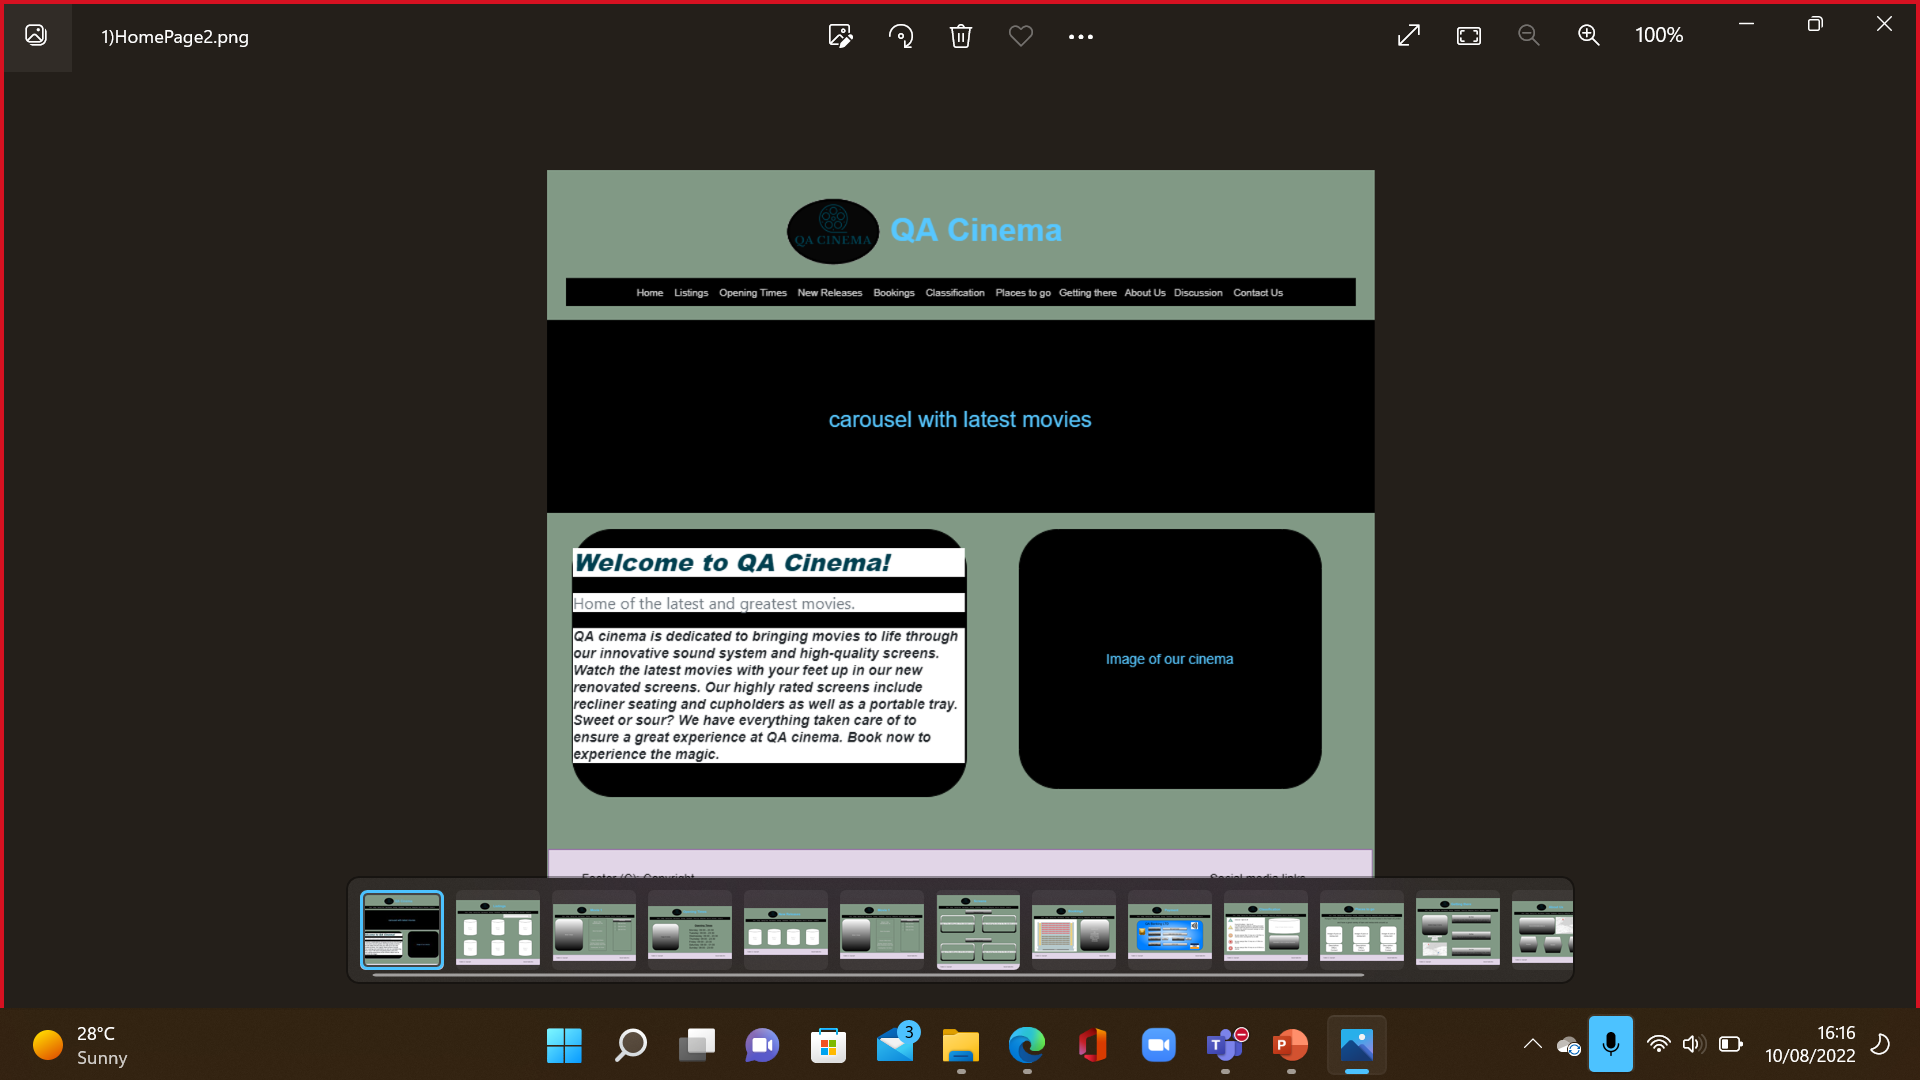 1)HomePage2.png
100%
QA CINEMA
QA Cinema
Home Listings Opening Times New Releases Bookings Classification Places to go Getting there About Us Discussion Contact Us
carousel with latest movies
Welcome to QA Cinema!
Home of the latest and greatest movies.
QA cinema is dedicated to bringing movies to life through
our innovative sound system and high-quality screens.
Watch the latest movies with your feet up in our new
renovated screens. Our highly rated screens include
recliner seating and cupholders as well as a portable tray.
Sweet or sour? We have everything taken care of to
ensure a great experience at QA cinema. Book now to
experience the magic.
Image of our cinema
Footer (C): Copyright
Social media links
28°C
Sunny
3
16:16
10/08/2022